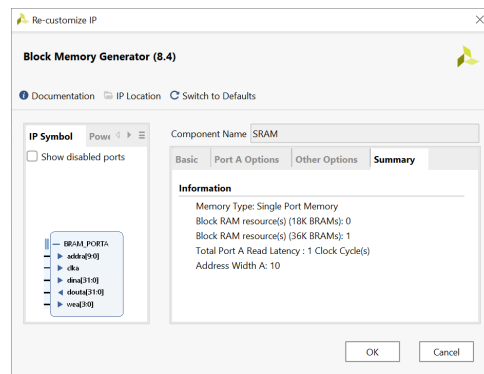 Re-customize IP
Block Memory Generator (8.4)
Documentation IP Location Switch to Defaults
IP Symbol
Show disabled ports
BRAM_PORTA
addra[9:0]
clka
dina[31:0]
douta[31:0]
wea[3:0]
Component Name SRAM
Basic Port A Options Other Options Summary
Information
Memory Type: Single Port Memory
Block RAM resource(s) (18K BRAMs): 0
Block RAM resource(s) (36K BRAMs): 1
Total Port A Read Latency : 1 Clock Cycle(s)
Address Width A: 10
OK Cancel